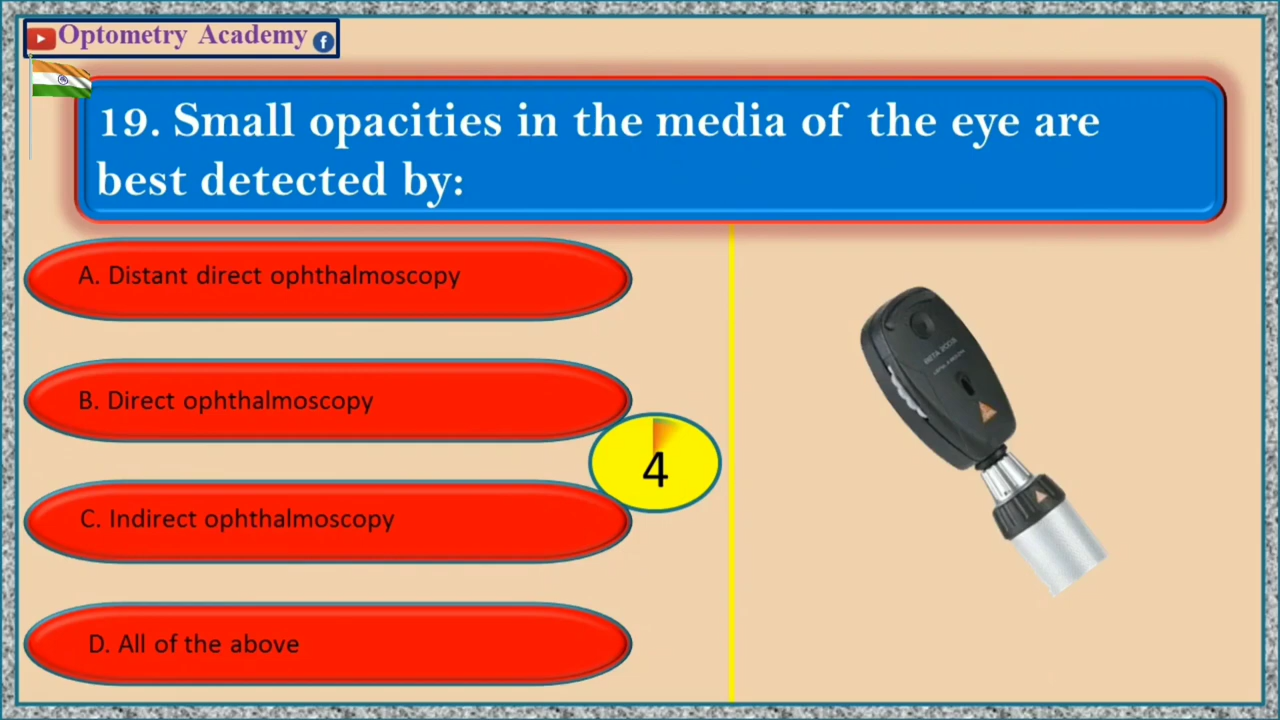 Optometry Academy
19. Small opacities in the media of the eye are
best detected by:
A. Distant direct ophthalmoscopy
B. Direct ophthalmoscopy
4
C. Indirect ophthalmoscopy
D. All of the above